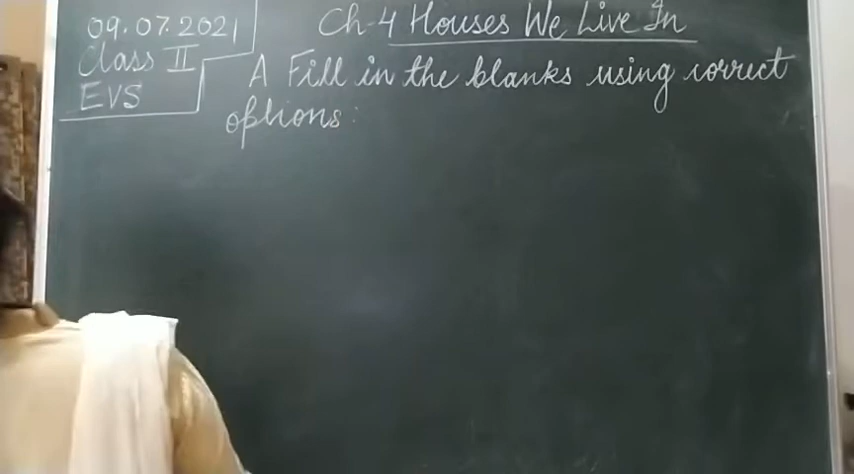 09.07.2021
Class II
EVS
Ch-4 Houses We Live In
A Fill in the blanks using correct
options: